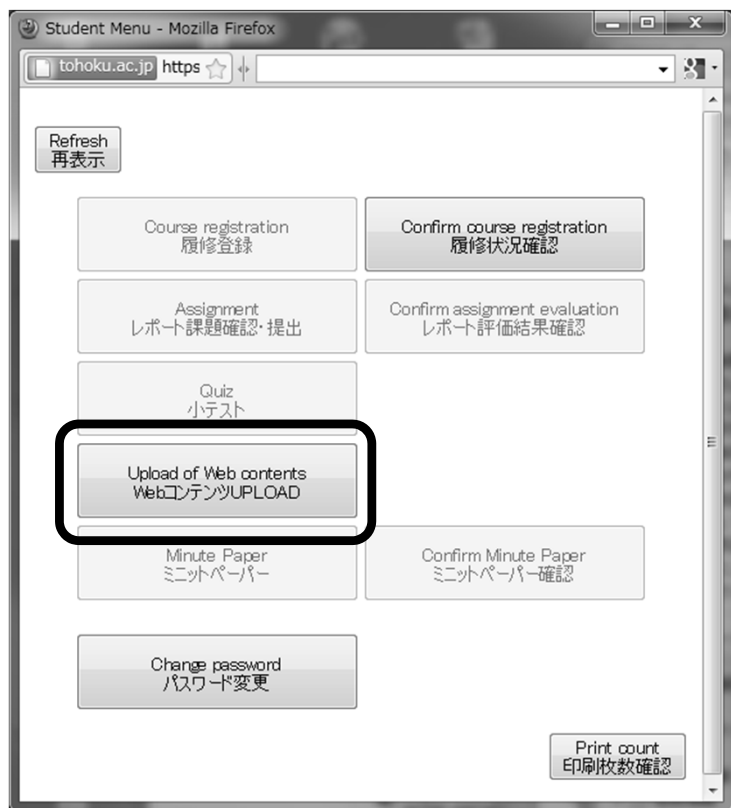 Student Menu - Mozilla Firefox
tohoku.ac.jp https
Refresh
再表示
Course registration
履修登録
Confirm course registration
履修状況確認
Assignment
レポート課題確認・提出
Confirm assignment evaluation
レポート評価結果確認
Quiz
小テスト
Upload of Web contents
WebコンテンツUPLOAD
Minute Paper
ミニットペーパー
Confirm Minute Paper
ミニットペーパー確認
Change password
パスワード変更
Print count
印刷枚数確認